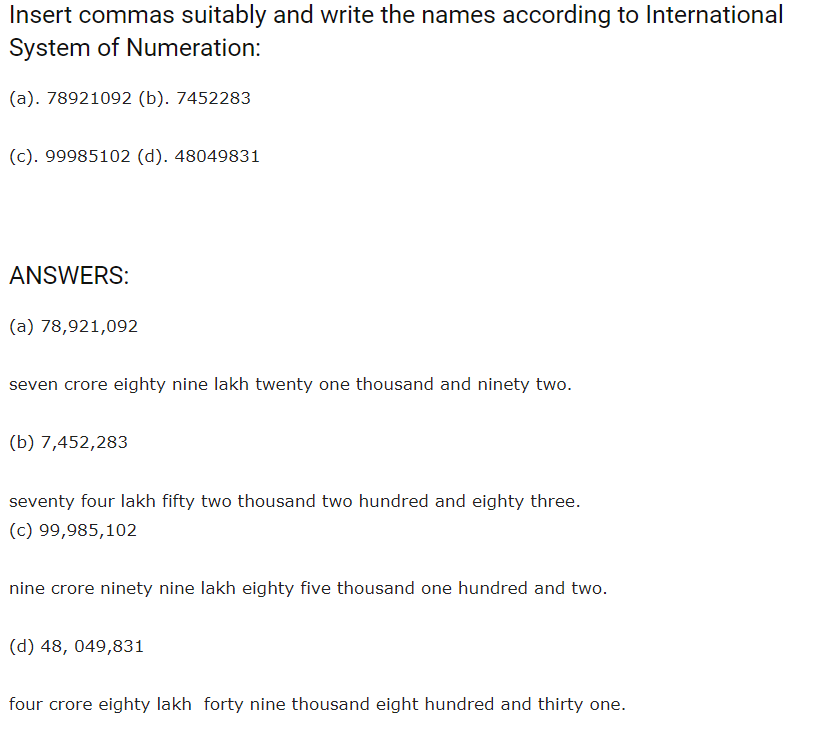 Insert commas suitably and write the names according to International
System of Numeration:
(a). 78921092 (b). 7452283
(c). 99985102 (d). 48049831
ANSWERS:
(a) 78,921,092
seven crore eighty nine lakh twenty one thousand and ninety two.
(b) 7,452,283
seventy four lakh fifty two thousand two hundred and eighty three.
(c) 99,985,102
nine crore ninety nine lakh eighty five thousand one hundred and two.
(d) 48, 049,831
four crore eighty lakh  forty nine thousand eight hundred and thirty one.